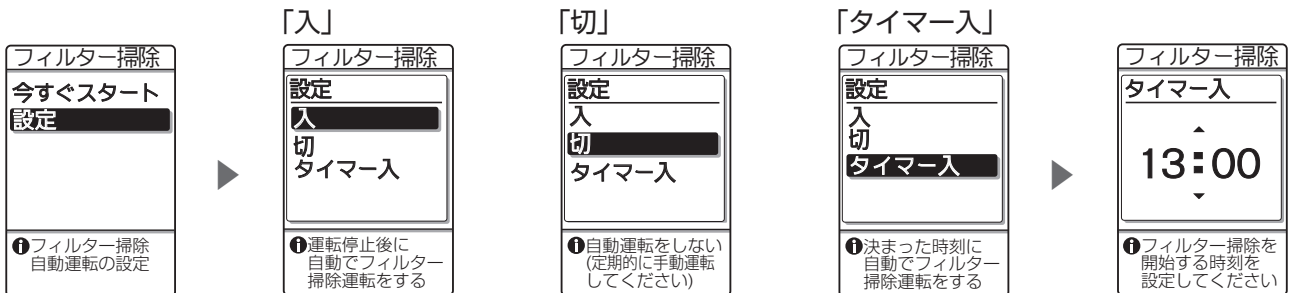 フィルター掃除
今すぐスタート
設定
フィルター掃除
自動運転の設定
「入」
フィルター掃除
設定
入
切
タイマー入
運転停止後に
自動でフィルター
掃除運転をする
「切」
フィルター掃除
設定
入
切
タイマー入
自動運転をしない
(定期的に手動運転
してください)
「タイマー入」
フィルター掃除
設定
入
切
タイマー入
決まった時刻に
自動でフィルター
掃除運転をする
フィルター掃除
タイマー入
13:00
フィルター掃除を
開始する時刻を
設定してください